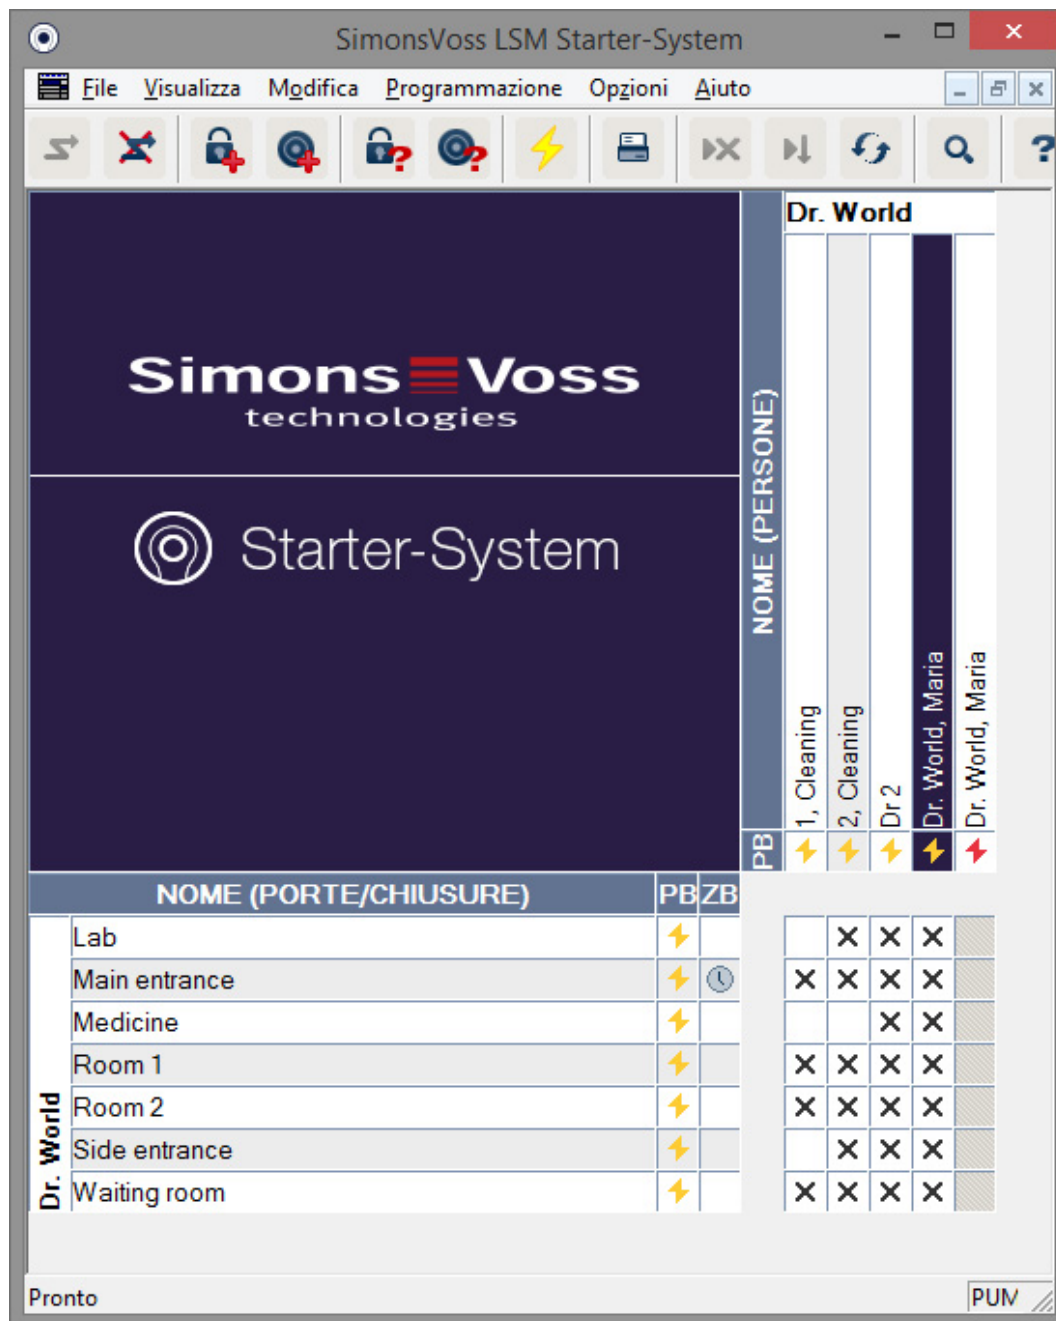 SimonsVoss LSM Starter-System
File Visualizza Modifica Programmazione Opzioni Aiuto
Simons Voss
technologies
Starter-System
NOME (PERSONE)
PB
Dr. World
1, Cleaning
2, Cleaning
Dr 2
Dr. World, Maria
Dr. World, Maria
NOME (PORTE/CHIUSURE) PB ZB
Dr. World
Lab
Main entrance
Medicine
Room 1
Room 2
Side entrance
Waiting room
Pronto